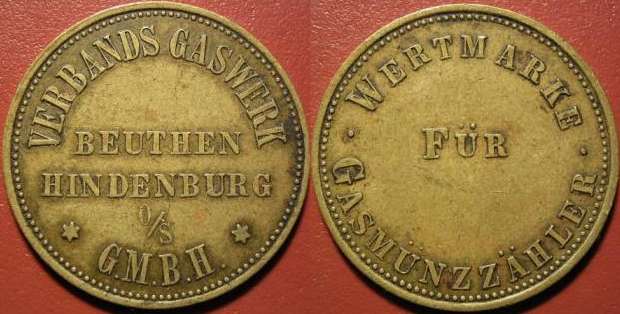 VERBANDS GASWERK
BEUTHEN
HINDENBURG
O/S
G.M.B.H
WERTMARKE
FÜR
GASMÜNZZÄHLER